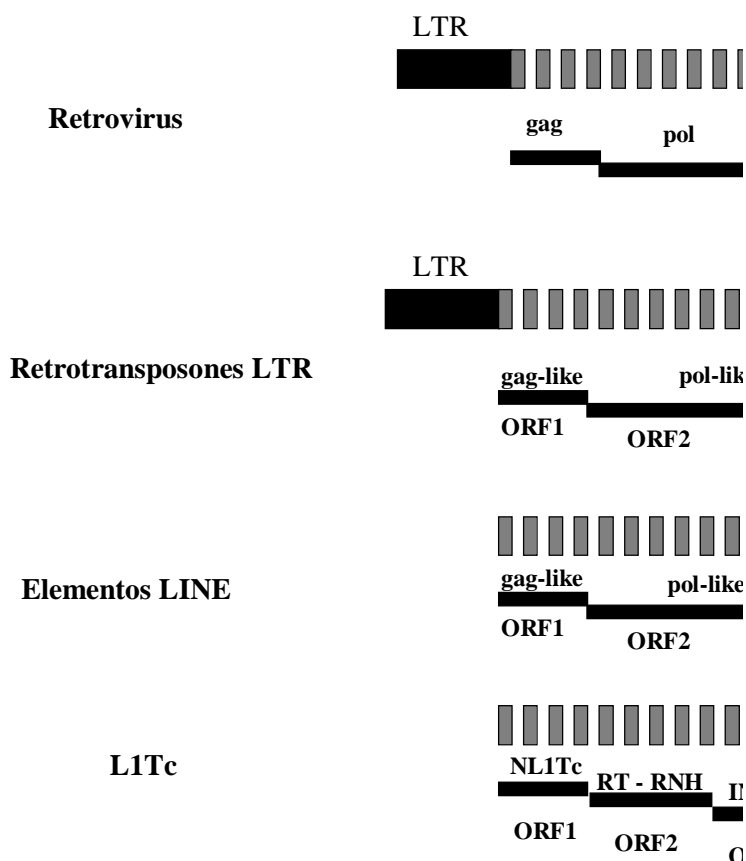 LTR
Retrovirus
gag pol
LTR
Retrotransposones LTR
gag-like
ORF1 ORF2
Elementos LINE
gag-like pol-like
ORF1 ORF2
L1Tc
NL1Tc RT - RNH
ORF1 ORF2